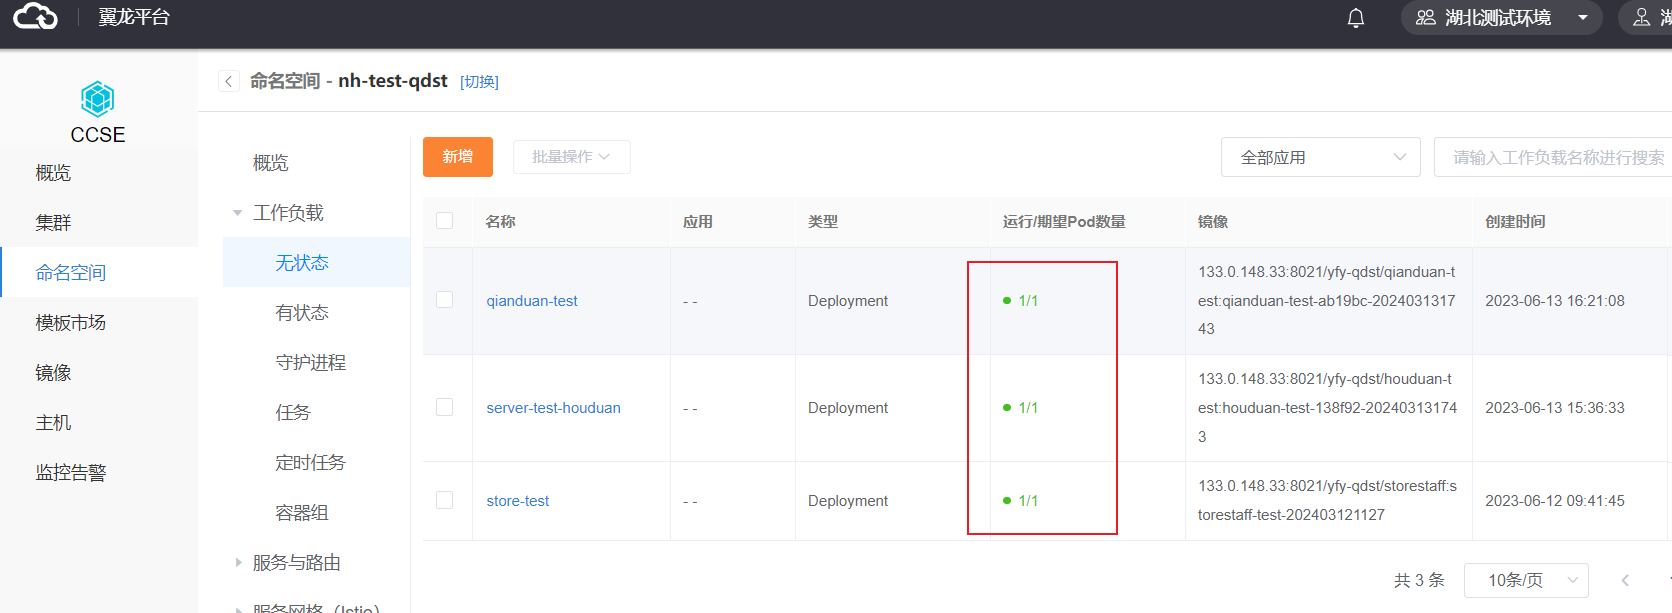 翼龙平台
湖北测试环境
CCSE
概览
集群
命名空间
模板市场
镜像
主机
监控告警
命名空间 - nh-test-qdst [切换]
概览
工作负载
无状态
有状态
守护进程
任务
定时任务
容器组
服务与路由
服务网格 (Istio)
新增 批量操作 全部应用 请输入工作负载名称进行搜索
名称 应用 类型 运行/期望Pod数量 镜像 创建时间
qianduan-test - - Deployment 1/1 133.0.148.33:8021/yfy-qdst/qianduan-t
est:qianduan-test-ab19bc-2024031317
43
2023-06-13 16:21:08
server-test-houduan - - Deployment 1/1 133.0.148.33:8021/yfy-qdst/houduan-t
est:houduan-test-138f92-20240313174
3
2023-06-13 15:36:33
store-test - - Deployment 1/1 133.0.148.33:8021/yfy-qdst/storestaff:s
torestaff-test-202403121127
2023-06-12 09:41:45
共 3 条 10条/页